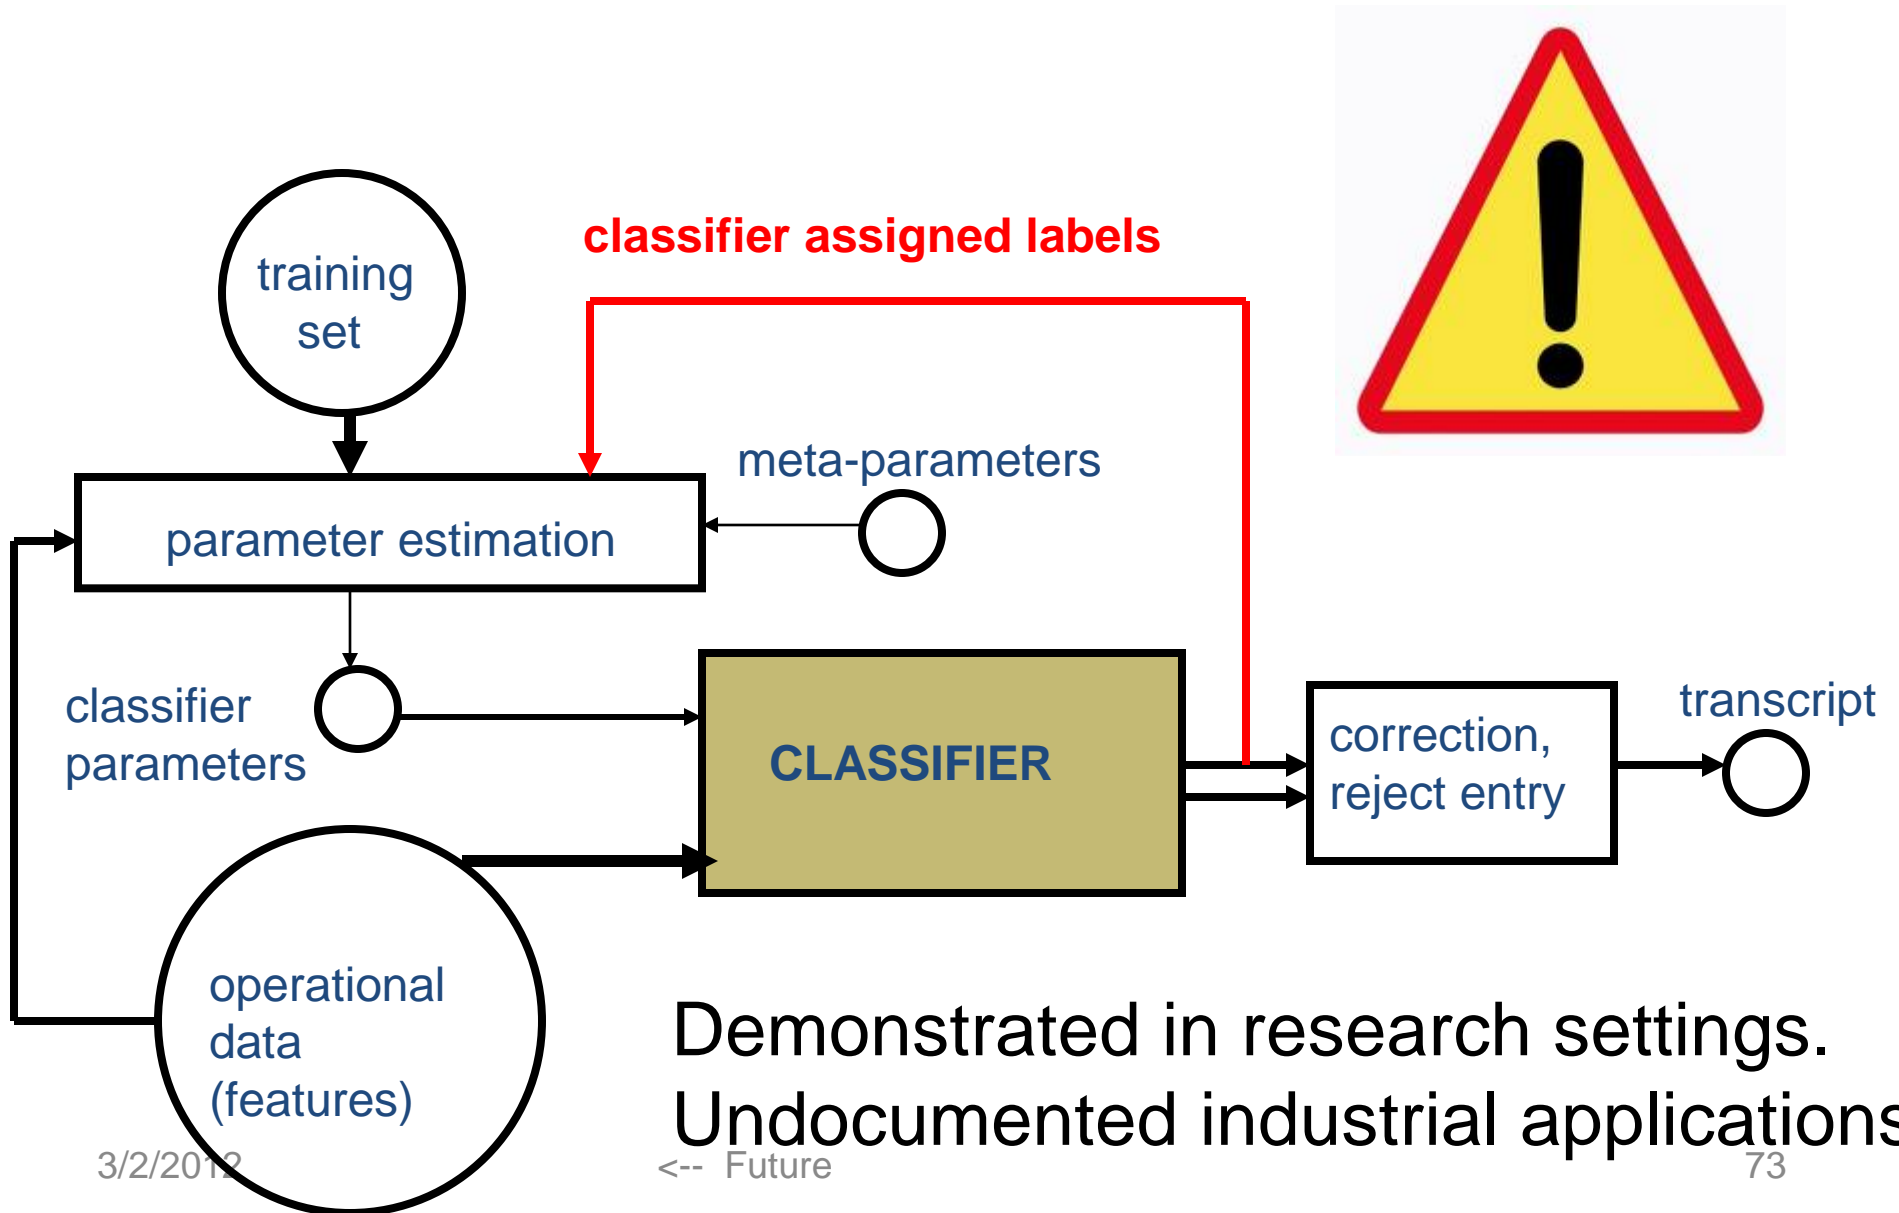 classifier assigned labels
training
set
meta-parameters
parameter estimation
classifier
parameters
CLASSIFIER
correction,
reject entry
transcript
operational
data
(features)
Demonstrated in research settings.
Undocumented industrial applications
3/2/2012
<-- Future
73